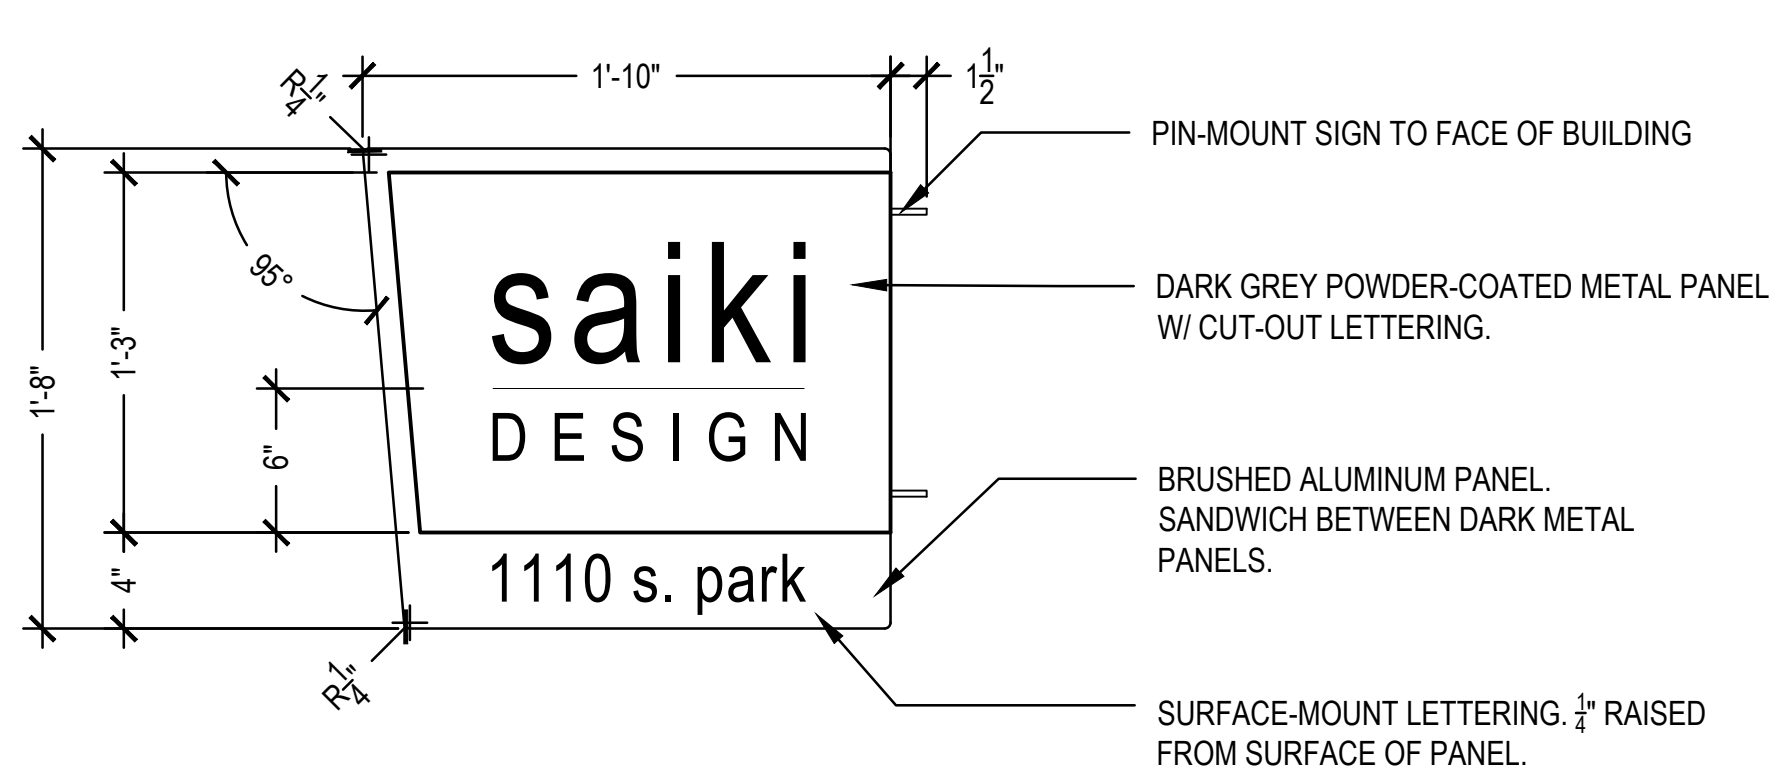 R1/4"
1'-10"
1 1/2"
PIN-MOUNT SIGN TO FACE OF BUILDING
95°
saiki
DARK GREY POWDER-COATED METAL PANEL
W/ CUT-OUT LETTERING.
1'-8"
1'-3"
DESIGN
6"
BRUSHED ALUMINUM PANEL.
SANDWICH BETWEEN DARK METAL
PANELS.
4"
1110 s. park
R1/4"
SURFACE-MOUNT LETTERING. 1/4" RAISED
FROM SURFACE OF PANEL.